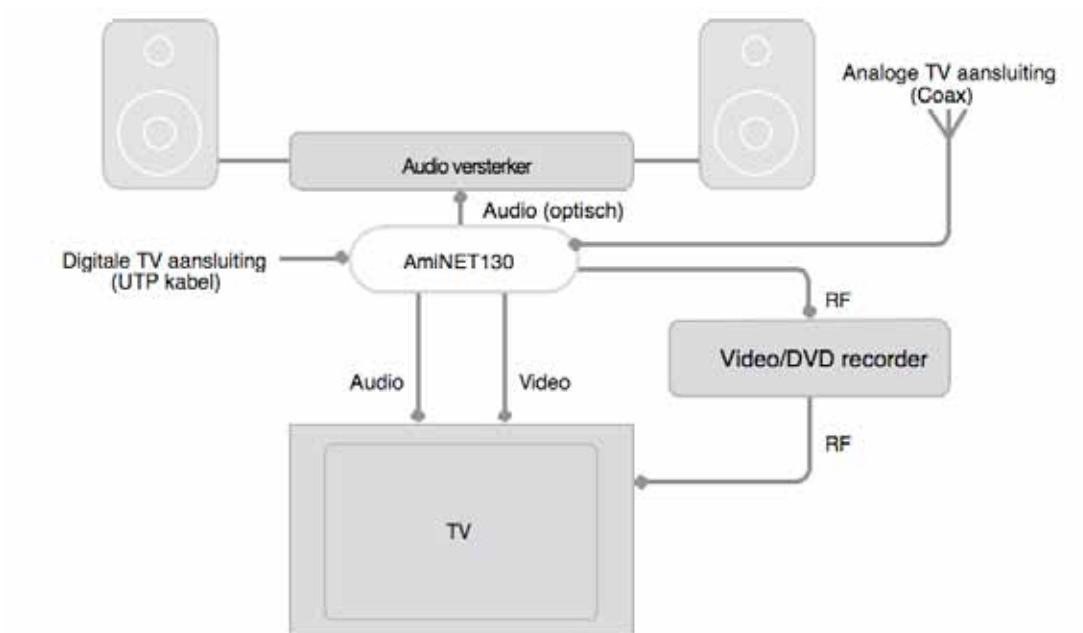 Analoge TV aansluiting
(Coax)
Audio versterker
Audio (optisch)
Digitale TV aansluiting
(UTP kabel)
AmiNET130
RF
Video/DVD recorder
Audio
Video
RF
TV